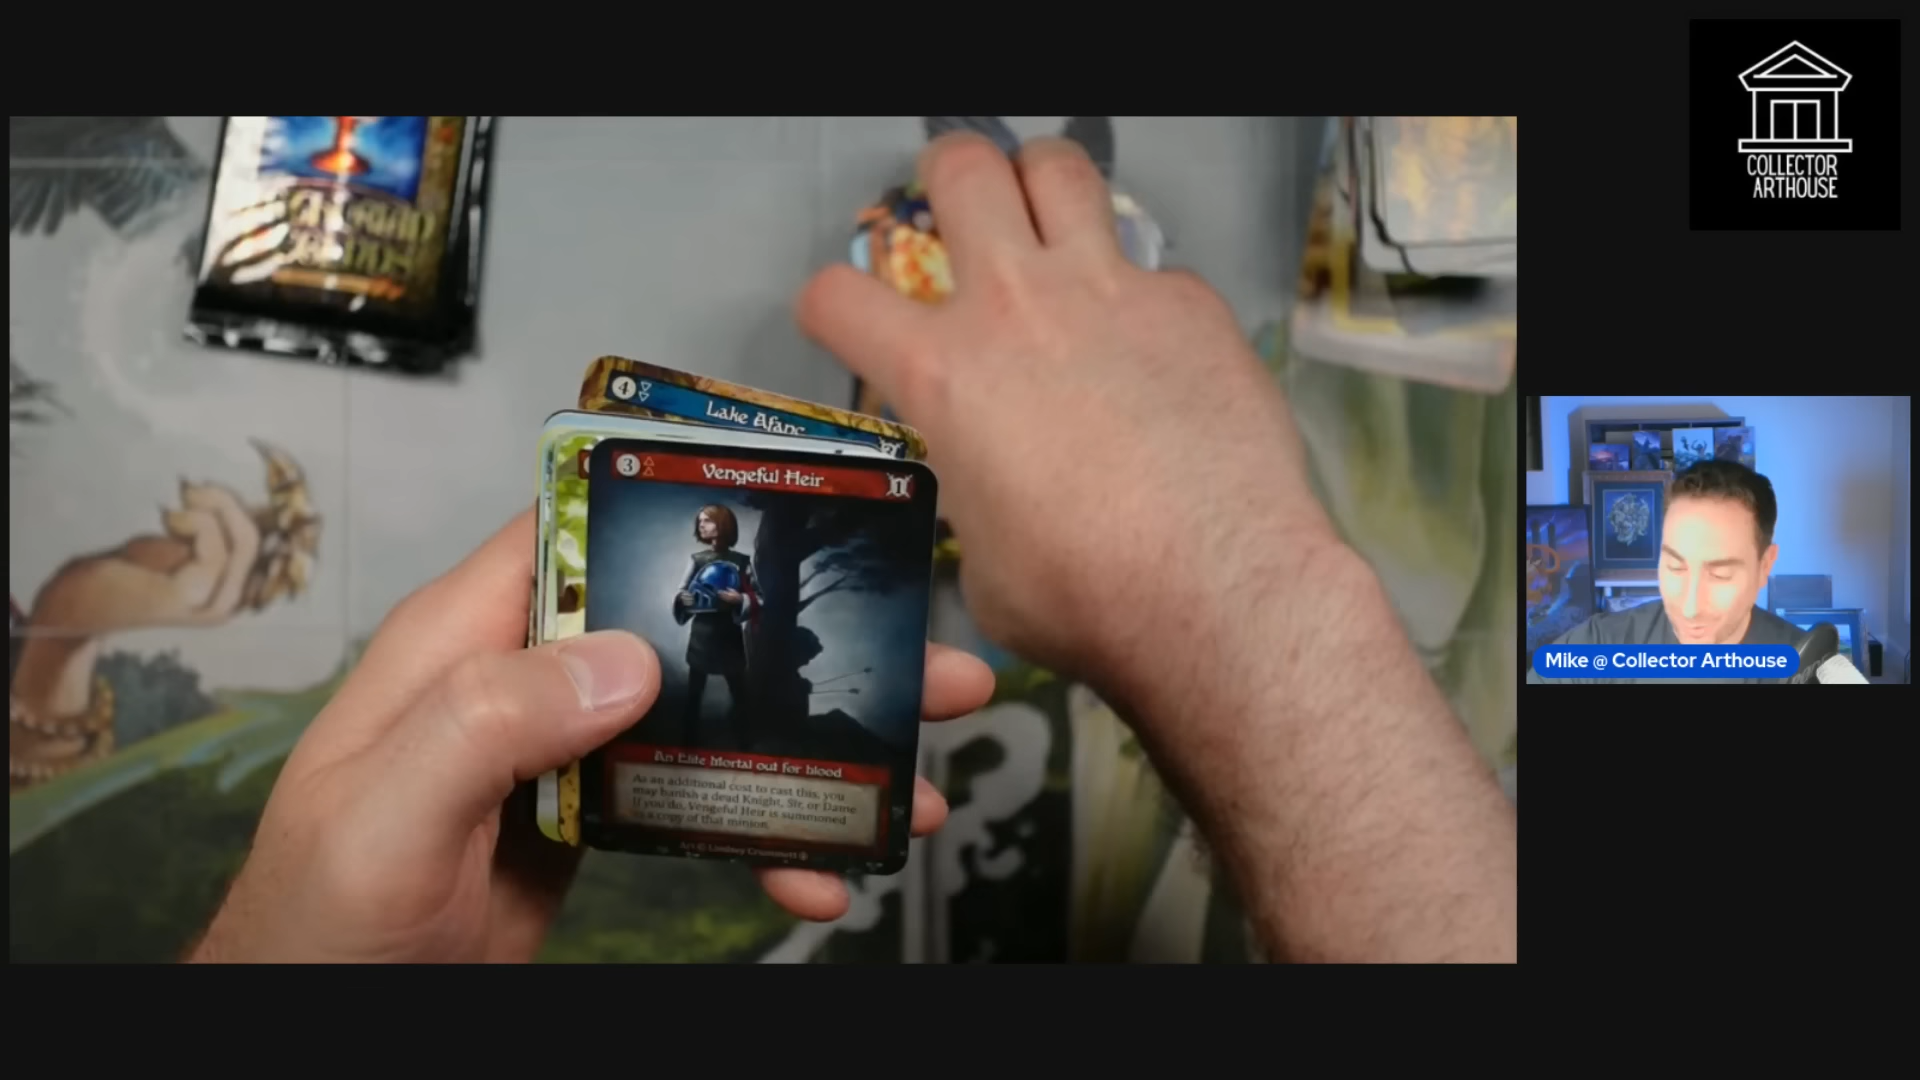 COLLECTOR
ARTHOUSE
4
Lake Afanc
3
Vengeful Heir
1
An Elite Mortal out for blood
As an additional cost to cast this, you
may banish a dead Knight, Sir, or Dame.
If you do, Vengeful Heir is summoned
as a copy of that minion.
Mike @ Collector Arthouse